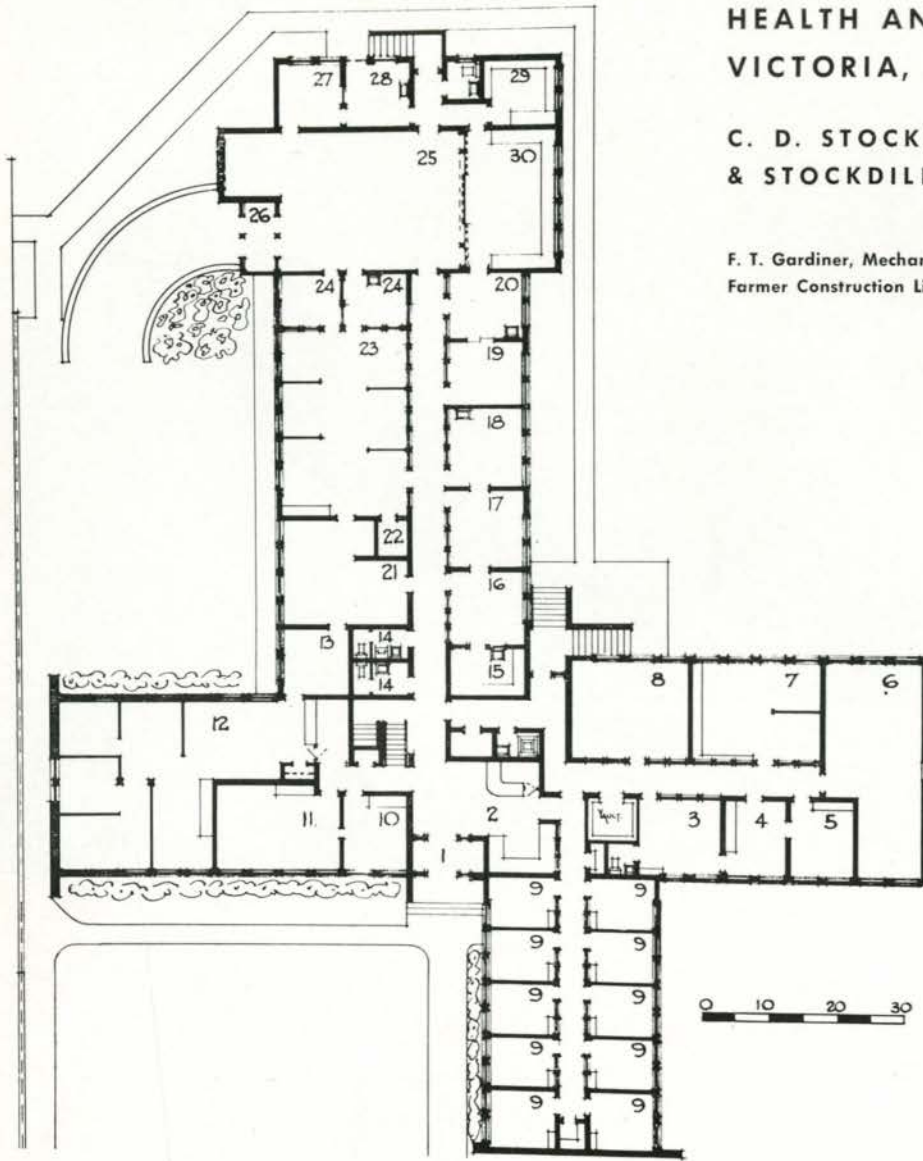 HEALTH AN
VICTORIA,
C. D. STOCK
& STOCKDILL
F. T. Gardiner, Mechan
Farmer Construction Li
27 28 29
25 30
26
24 24 20
23 19
18
17
22
21 16
13 14
14 15
8 7 6
12
2 3 4 5
11 10
1
9 9
9 9
9 9
9 9
9 9
0 10 20 30